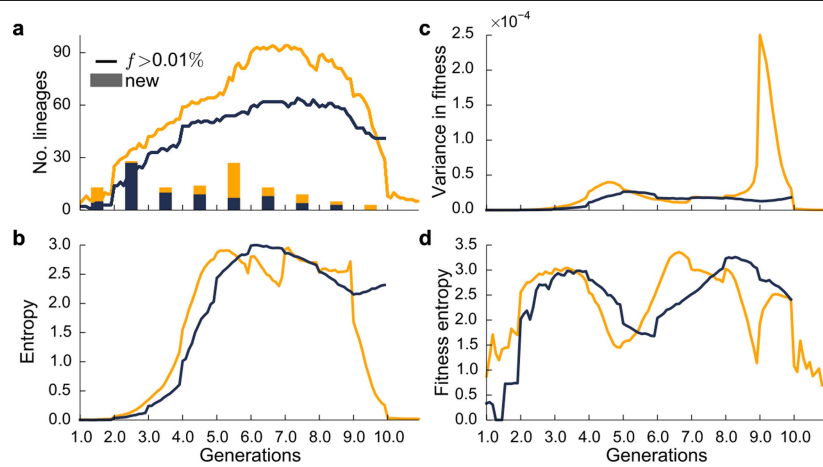 a
No. lineages
90
60
30
0
f>0.01%
new
c
×10⁻⁴
Variance in fitness
2.5
2.0
1.5
1.0
0.5
0.0
b
Entropy
3.0
2.5
2.0
1.5
1.0
0.5
0.0
1.0 2.0 3.0 4.0 5.0 6.0 7.0 8.0 9.0 10.0
Generations
d
Fitness entropy
3.5
3.0
2.5
2.0
1.5
1.0
0.5
0.0
1.0 2.0 3.0 4.0 5.0 6.0 7.0 8.0 9.0 10.0
Generations